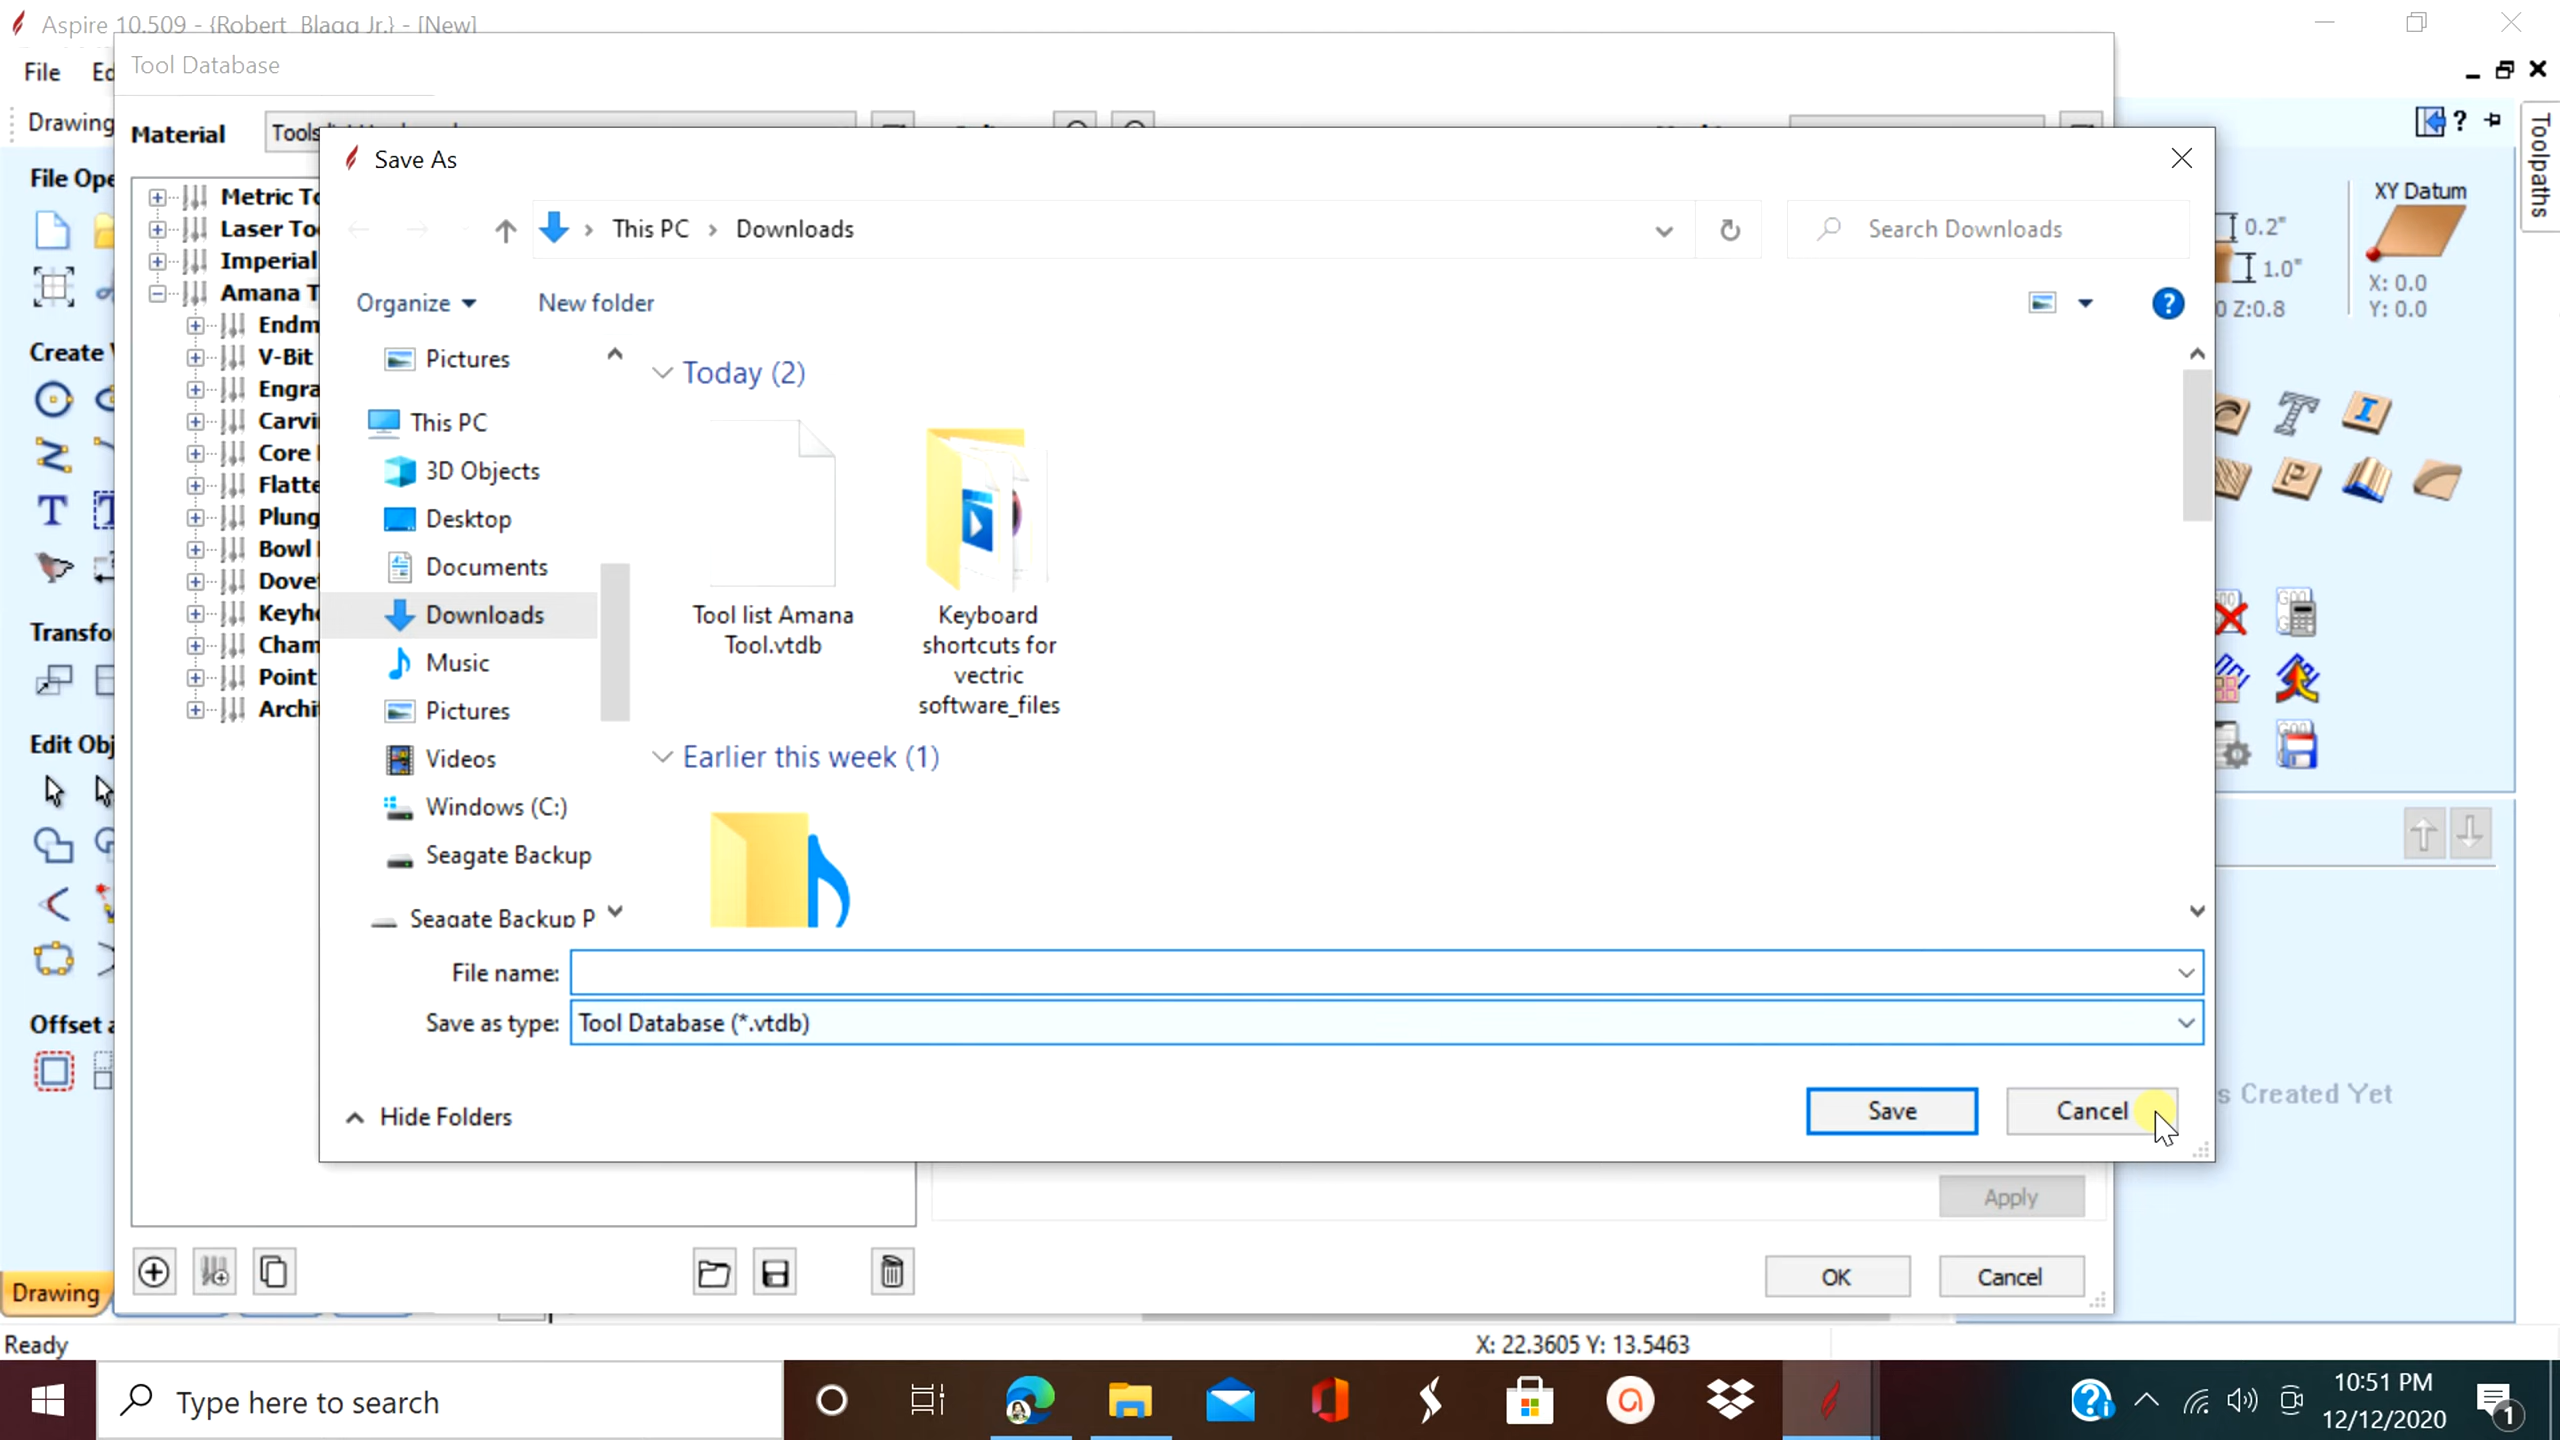 Aspire 10.509 - {Robert Blagg Jr.} - [New]
File
Tool Database
Drawing
Material
Tools
Save As
Toolpaths
File Ope
Metric To
Laser To
Imperial
Amana T
Endm
V-Bit
Engra
Carvi
Core
Flatte
Plung
Bowl
Dove
Keyh
Cham
Point
Archi
This PC
Downloads
Search Downloads
XY Datum
0.2"
1.0"
X: 0.0
Y: 0.0
0 Z:0.8
Organize
New folder
Create
Pictures
This PC
3D Objects
Desktop
Documents
Downloads
Music
Pictures
Videos
Windows (C:)
Seagate Backup
Seagate Backup P
Today (2)
Tool list Amana
Tool.vtdb
Keyboard
shortcuts for
vectric
software_files
Earlier this week (1)
Transfo
Edit Obj
Offset a
File name:
Save as type: Tool Database (*.vtdb)
Hide Folders
Save
Cancel
s Created Yet
Apply
OK
Cancel
Drawing
Ready
X: 22.3605 Y: 13.5463
Type here to search
10:51 PM
12/12/2020
1